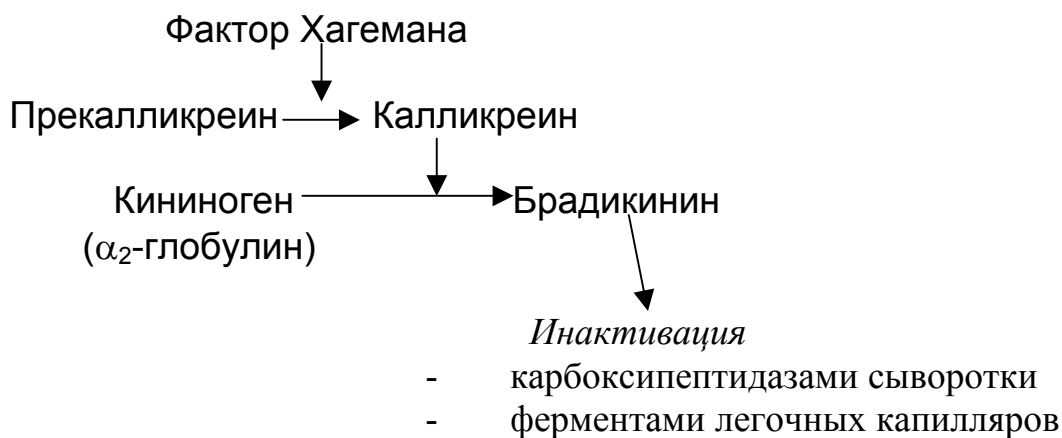 Фактор Хагемана
Прекалликреин Калликреин
Кининоген Брадикинин
(α₂-глобулин)
Инактивация
- карбоксипептидазами сыворотки
- ферментами легочных капилляров